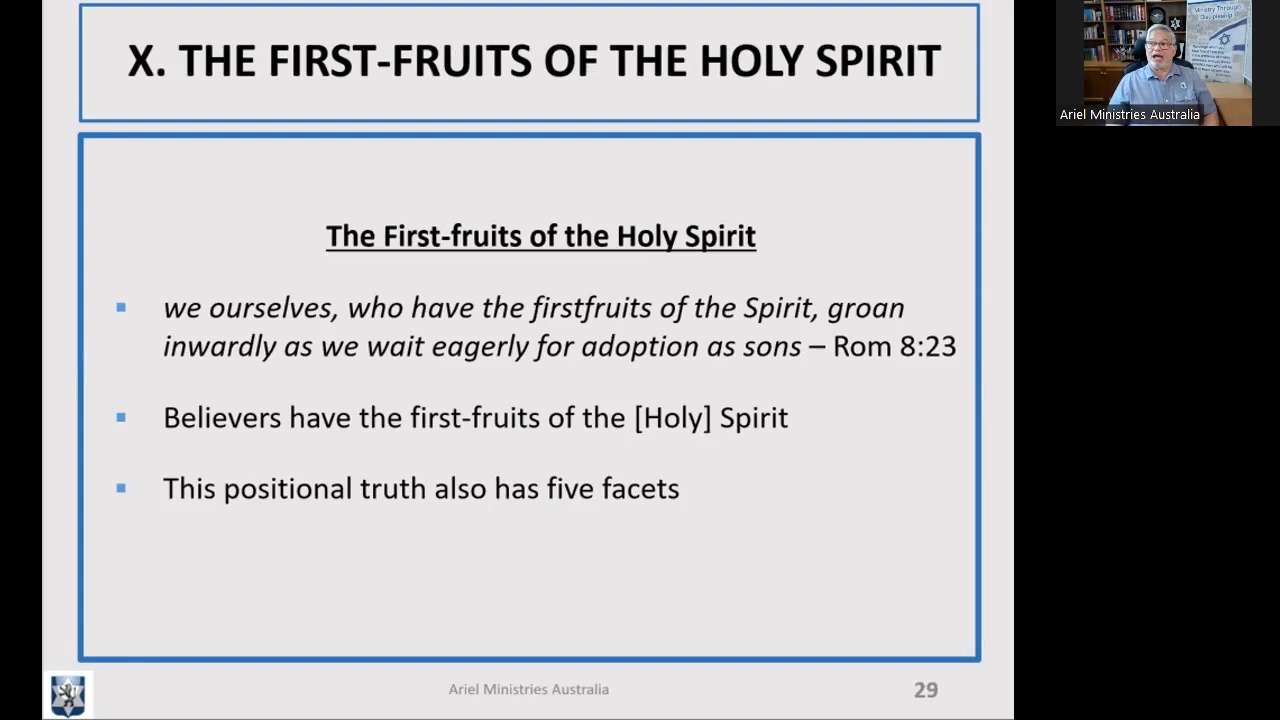 X. THE FIRST-FRUITS OF THE HOLY SPIRIT
The First-fruits of the Holy Spirit
▪ we ourselves, who have the firstfruits of the Spirit, groan
inwardly as we wait eagerly for adoption as sons – Rom 8:23
▪ Believers have the first-fruits of the [Holy] Spirit
▪ This positional truth also has five facets
Ariel Ministries Australia
29
Ministry Through
Discipleship
Ariel Ministries Australia